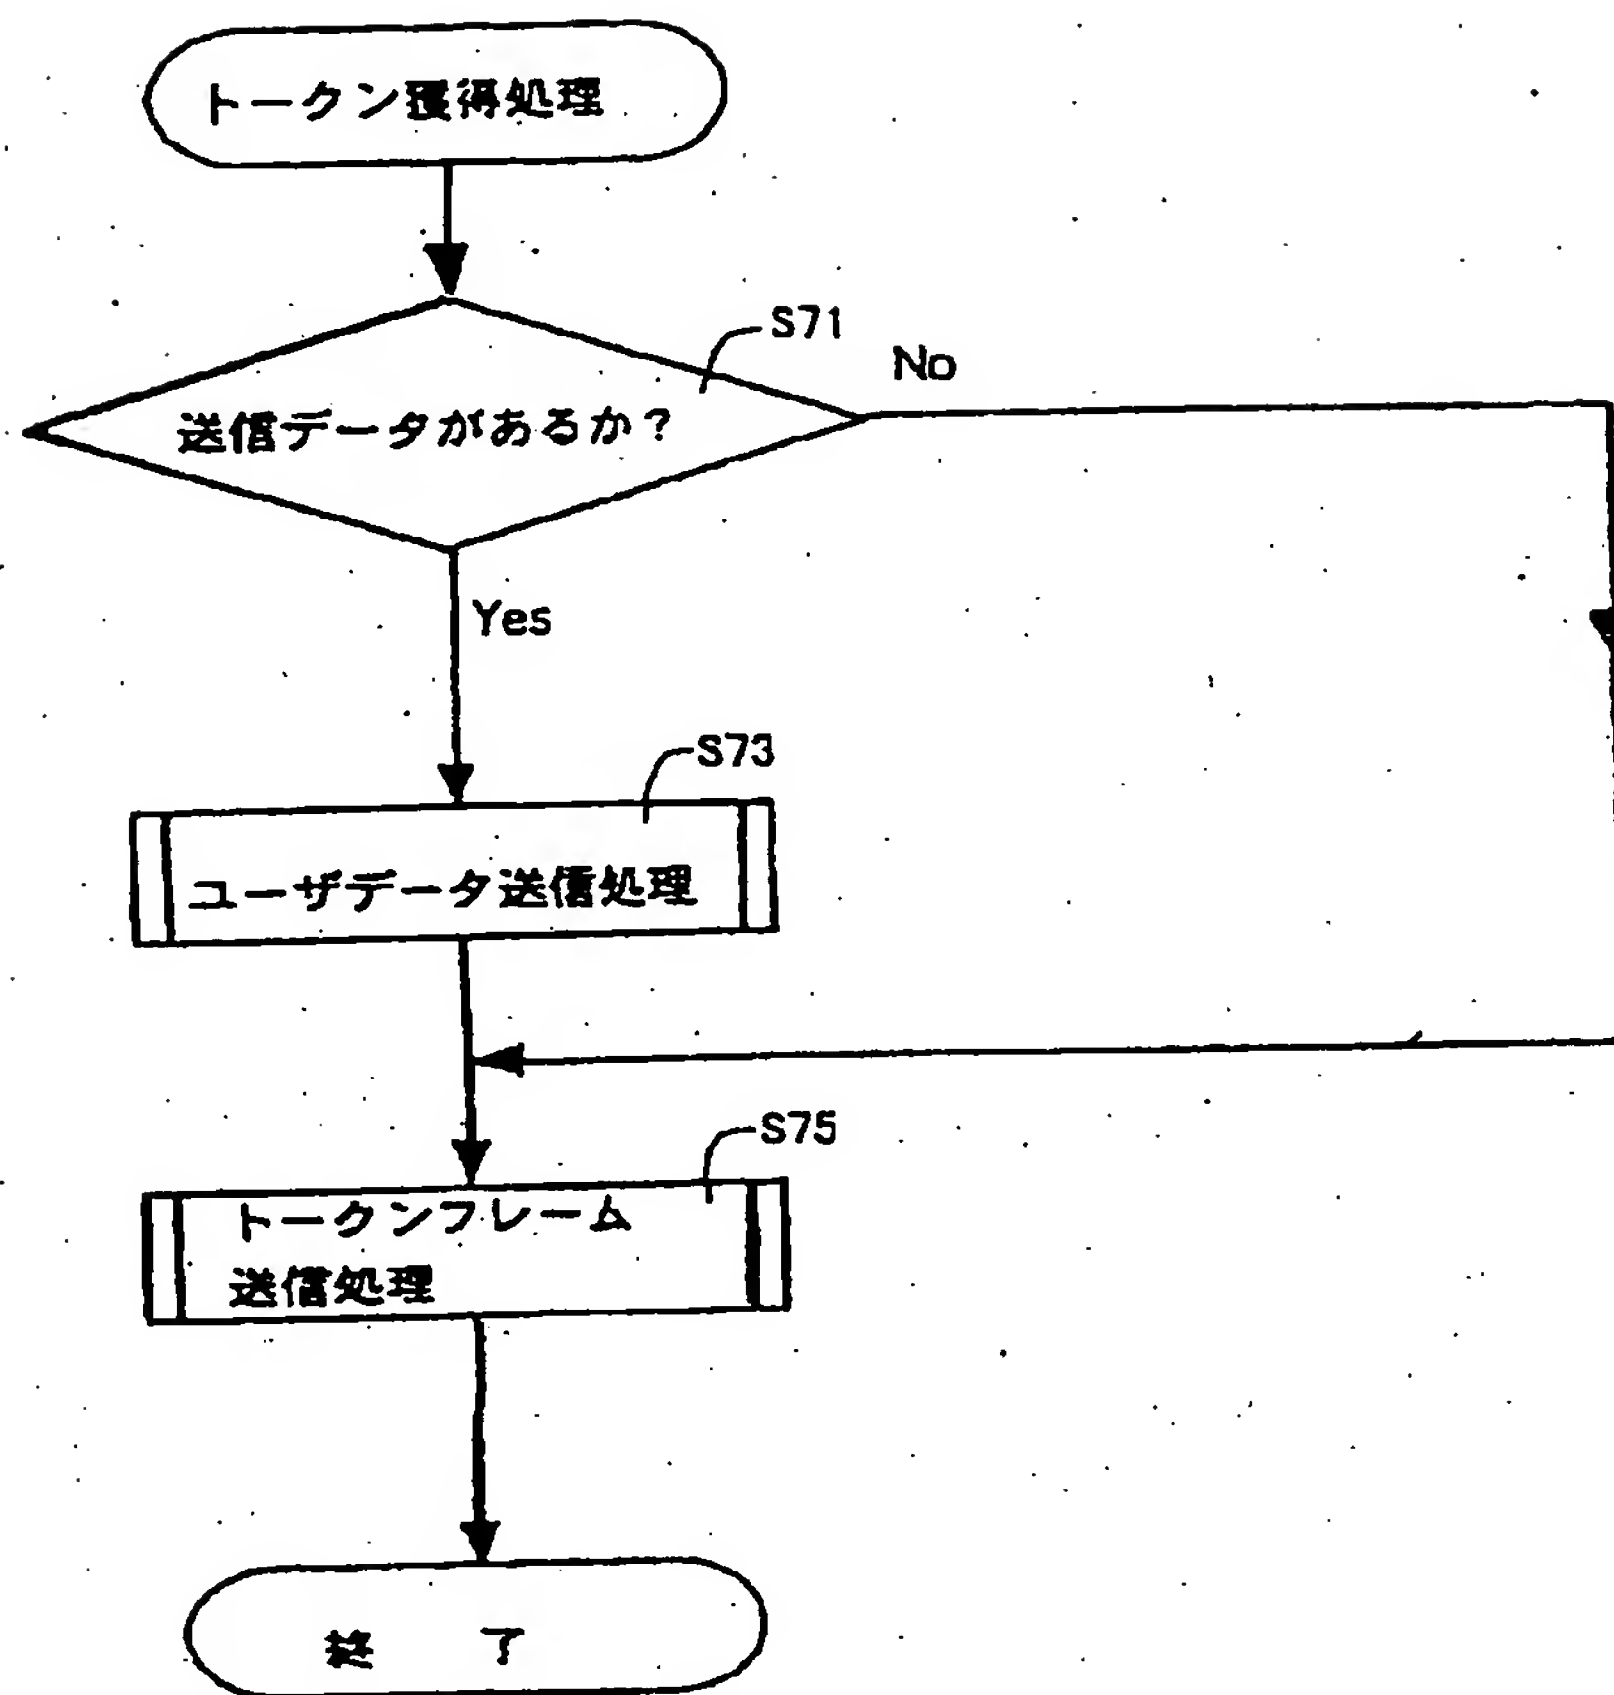 トークン獲得処理
S71
No
送信データがあるか？
Yes
S73
ユーザデータ送信処理
S75
トークンフレーム
送信処理
終　了